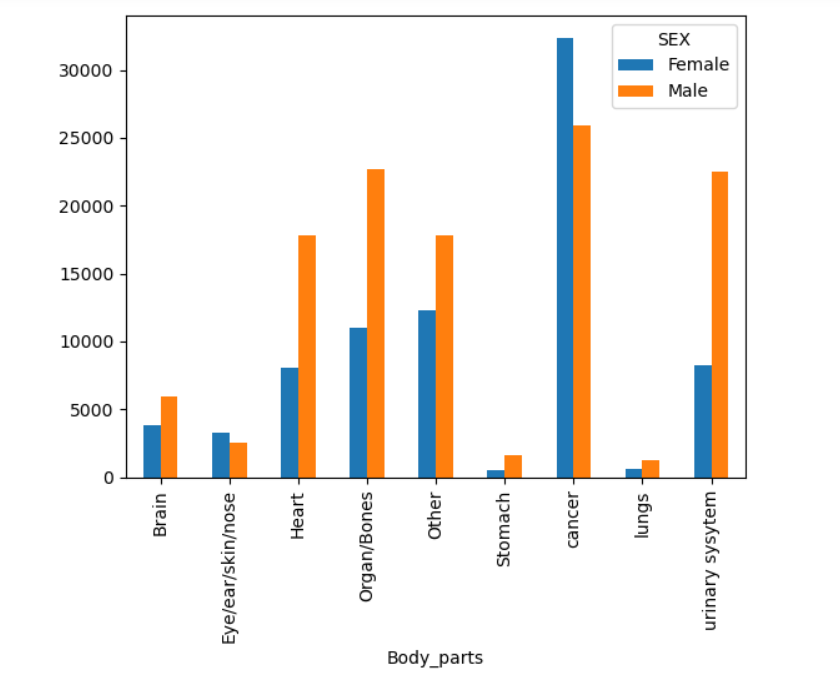 SEX
Female
Male
30000
25000
20000
15000
10000
5000
0
Brain
Eye/ear/skin/nose
Heart
Organ/Bones
Other
Stomach
cancer
lungs
urinary sysytem
Body_parts